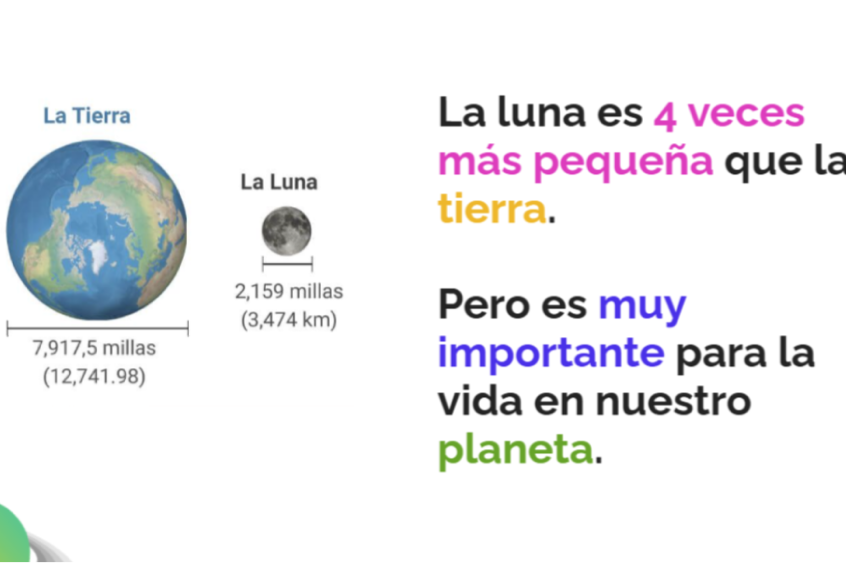 La Tierra
7,917,5 millas
(12,741.98)
La Luna
2,159 millas
(3,474 km)
La luna es 4 veces
más pequeña que la
tierra.
Pero es muy
importante para la
vida en nuestro
planeta.